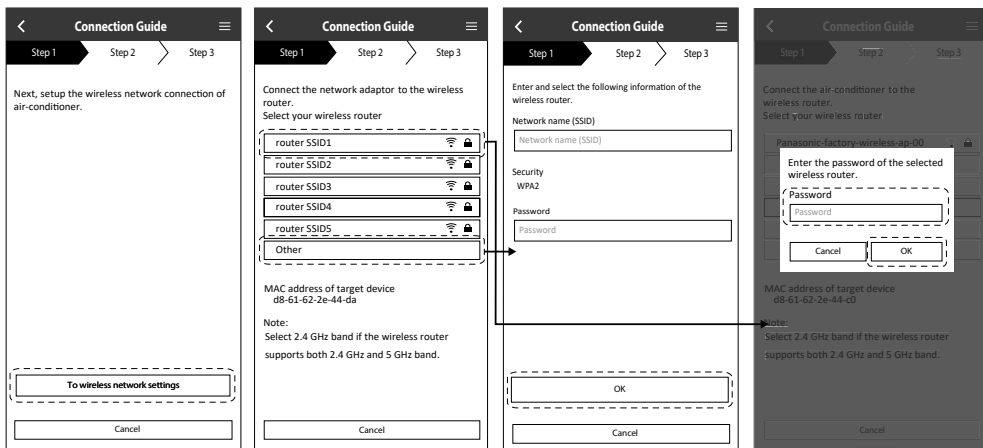 Connection Guide
Step 1
Step 2
Step 3
Next, setup the wireless network connection of
air-conditioner.
To wireless network settings
Cancel
Connection Guide
Step 1
Step 2
Step 3
Connect the network adaptor to the wireless
router.
Select your wireless router
router SSID1
router SSID2
router SSID3
router SSID4
router SSID5
Other
MAC address of target device
d8-61-62-2e-44-da
Note:
Select 2.4 GHz band if the wireless router
supports both 2.4 GHz and 5 GHz band.
Cancel
Connection Guide
Step 1
Step 2
Step 3
Enter and select the following information of the
wireless router.
Network name (SSID)
Network name (SSID)
Security
WPA2
Password
Password
OK
Cancel
Connection Guide
Step 1
Step 2
Step 3
Connect the air-conditioner to the
wireless router.
Select your wireless router
Panasonic-factory-wireless-ap-00
Enter the password of the selected
wireless router.
Password
Password
Cancel
OK
MAC address of target device
d8-61-62-2e-44-c0
Note:
Select 2.4 GHz band if the wireless router
supports both 2.4 GHz and 5 GHz band.
Cancel